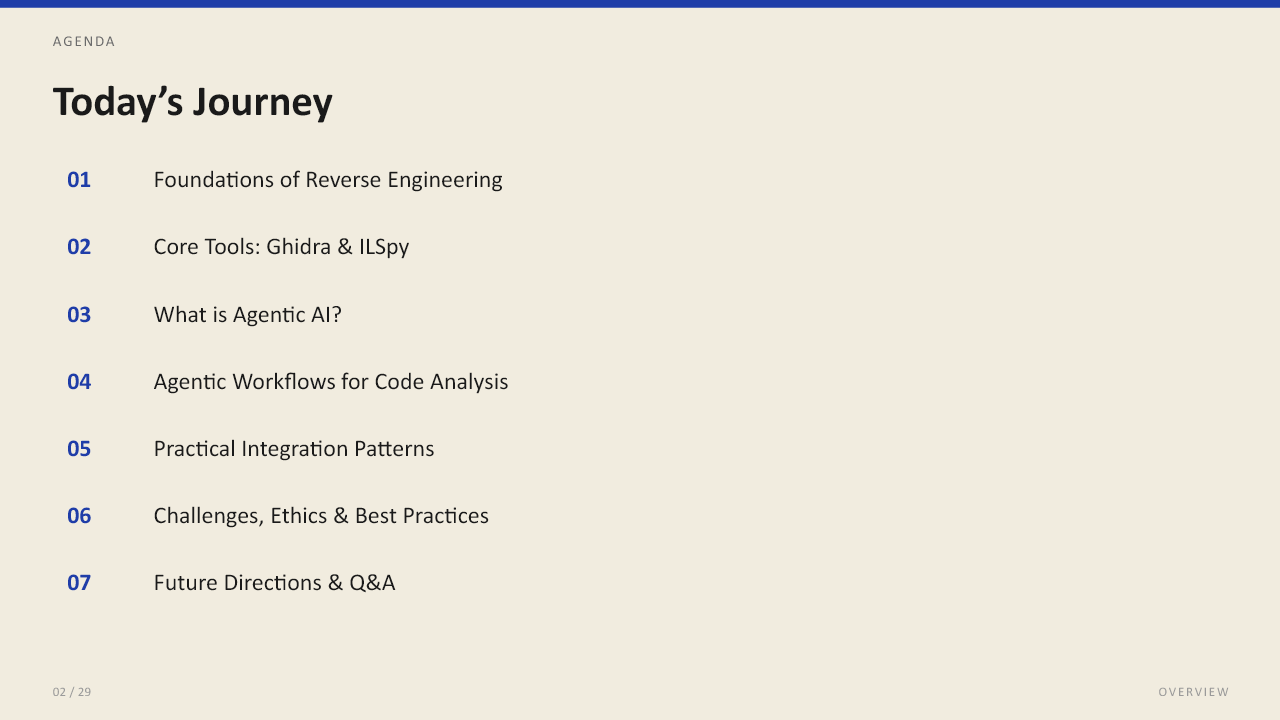 AGENDA
Today’s Journey
01 Foundations of Reverse Engineering
02 Core Tools: Ghidra & ILSpy
03 What is Agentic AI?
04 Agentic Workflows for Code Analysis
05 Practical Integration Patterns
06 Challenges, Ethics & Best Practices
07 Future Directions & Q&A
02 / 29 OVERVIEW